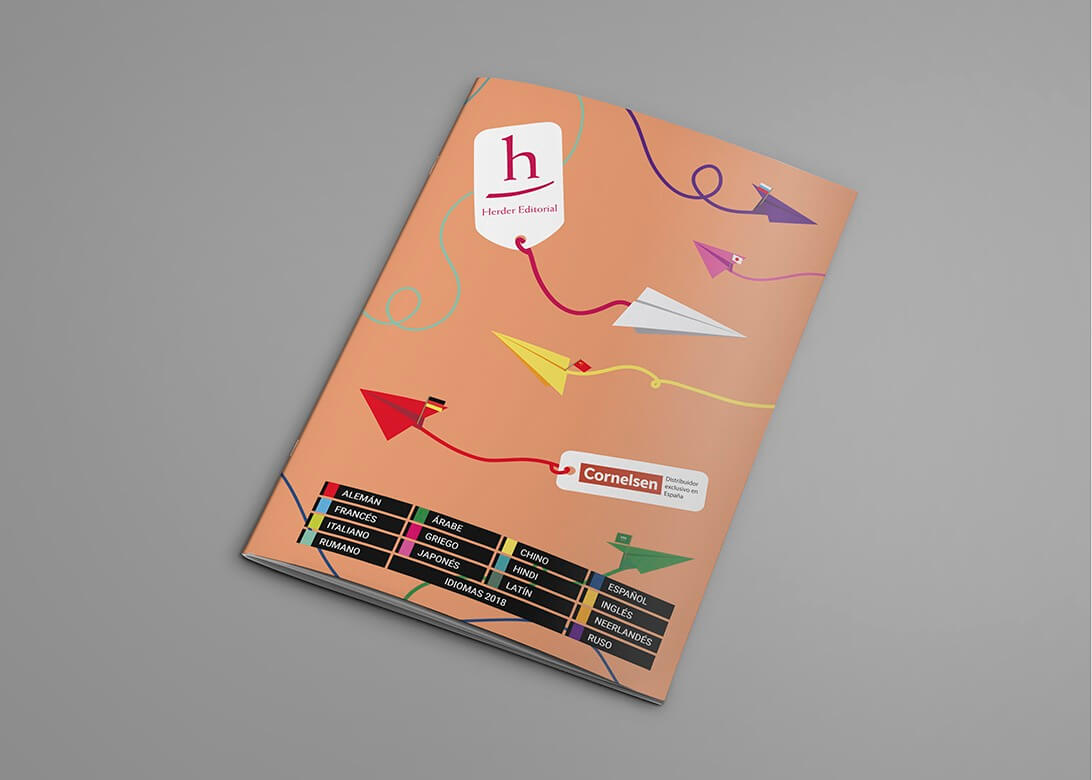 h
Herder Editorial
Cornelsen
Distribuidor
exclusivo en
España
ALEMÁN
FRANCÉS
ITALIANO
RUMANO
ÁRABE
GRIEGO
JAPONÉS
CHINO
HINDI
LATÍN
ESPAÑOL
INGLÉS
NEERLANDÉS
RUSO
IDIOMAS 2018